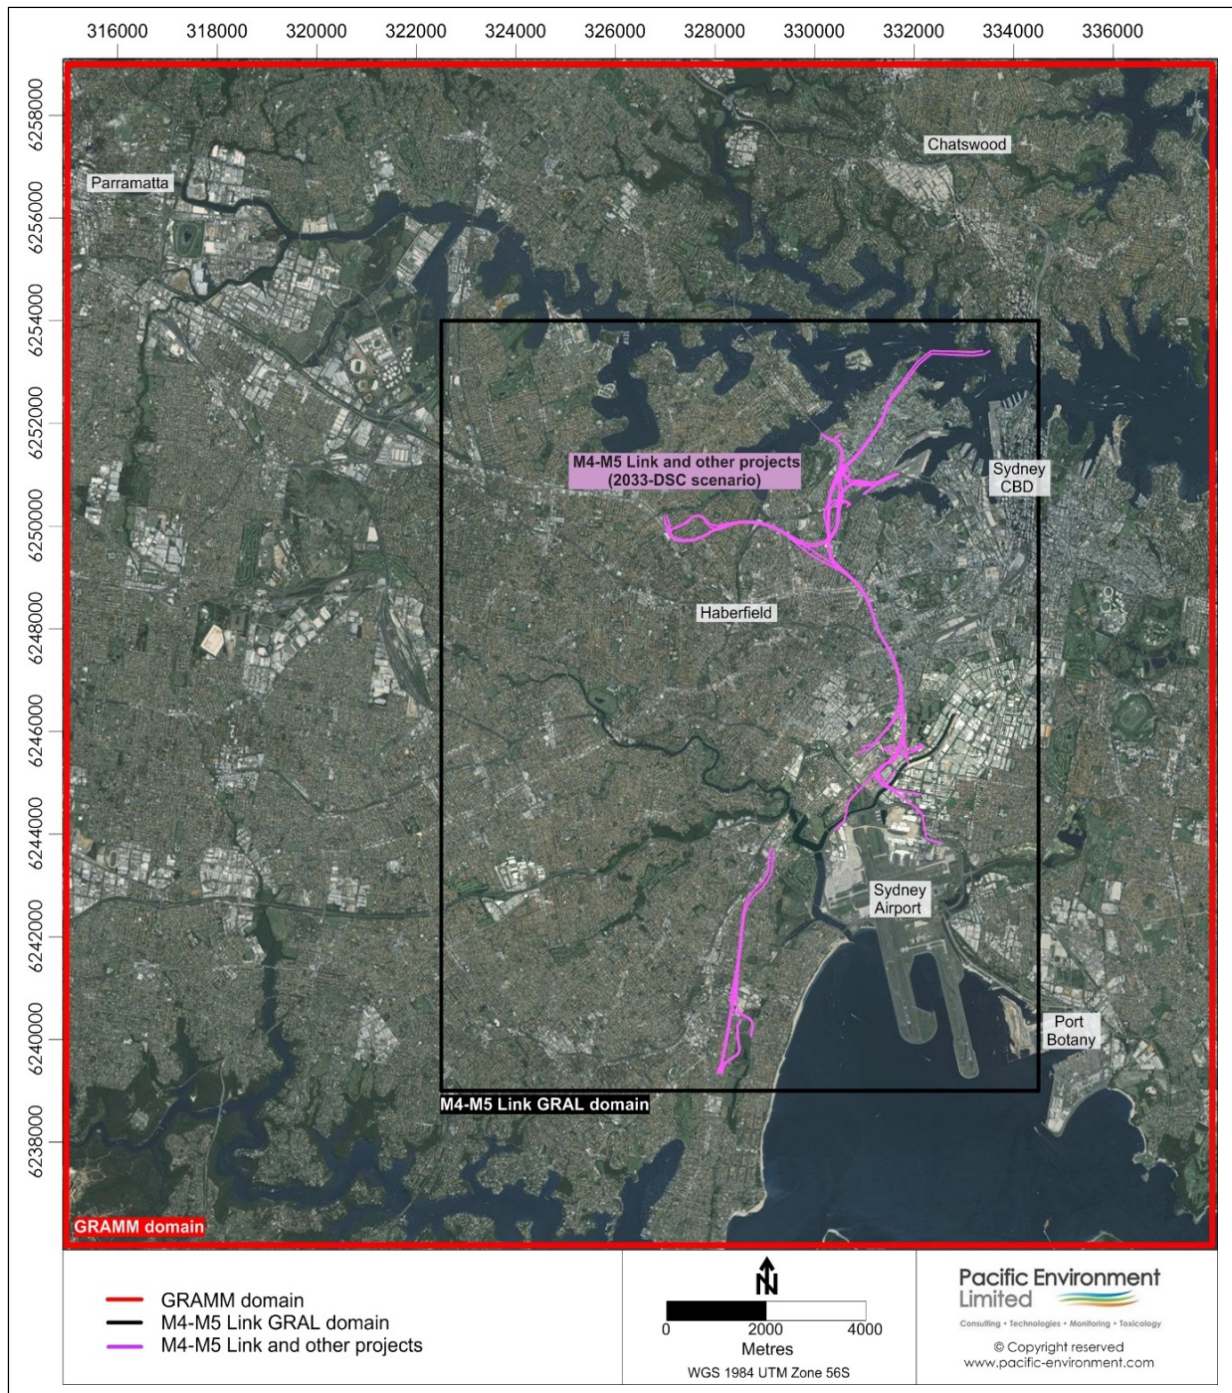 316000 318000 320000 322000 324000 326000 328000 330000 332000 334000 336000
6258000
Chatswood
Parramatta
6256000
6254000
6252000
M4-M5 Link and other projects
(2033-DSC scenario)
Sydney
CBD
6250000
Haberfield
6248000
6246000
6244000
Sydney
Airport
6242000
Port
Botany
6240000
M4-M5 Link GRAL domain
6238000
GRAMM domain
GRAMM domain
M4-M5 Link GRAL domain
M4-M5 Link and other projects
N
0 2000 4000
Metres
WGS 1984 UTM Zone 56S
Pacific Environment
Limited
Consulting • Technologies • Monitoring • Toxicology
© Copyright reserved
www.pacific-environment.com